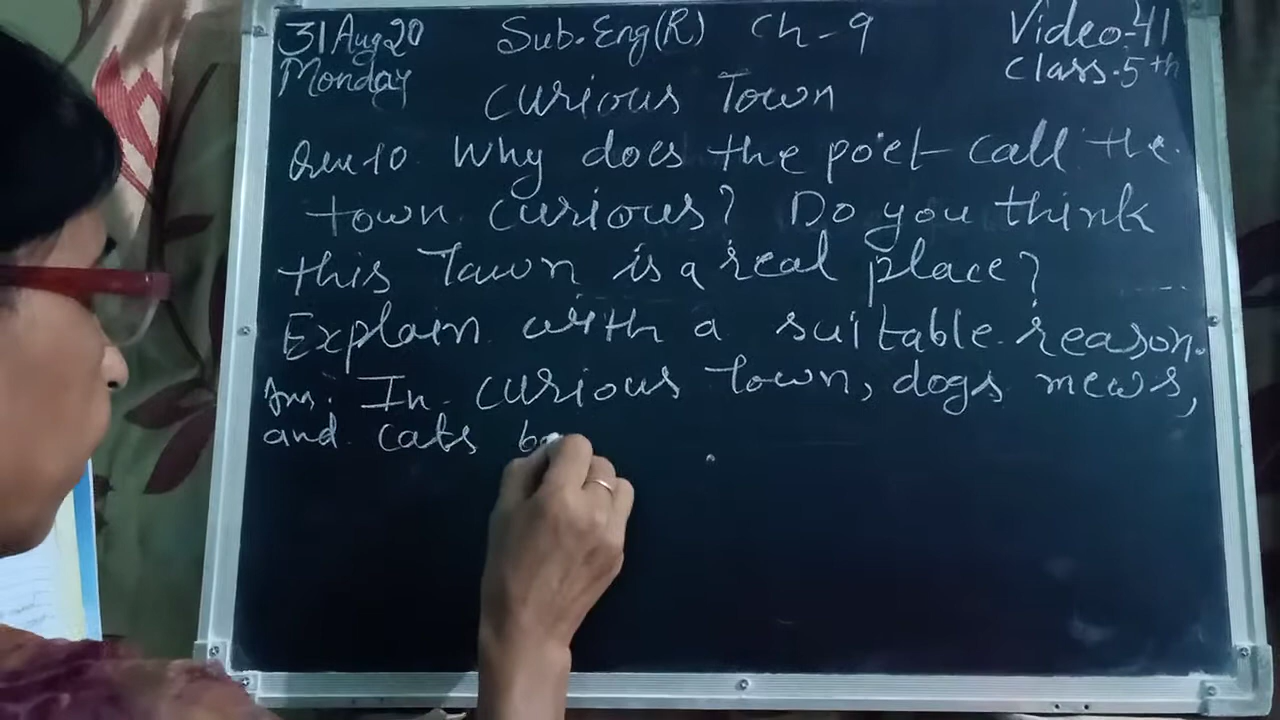 31 Aug 20 Sub. Eng(R) Ch - 9 Video-41
Monday Class-5th
Curious Town
Que 10 Why does the poet call the
town curious? Do you think
this Town is a real place?
Explain with a suitable reason.
Ans. In curious town, dogs mews,
and cats